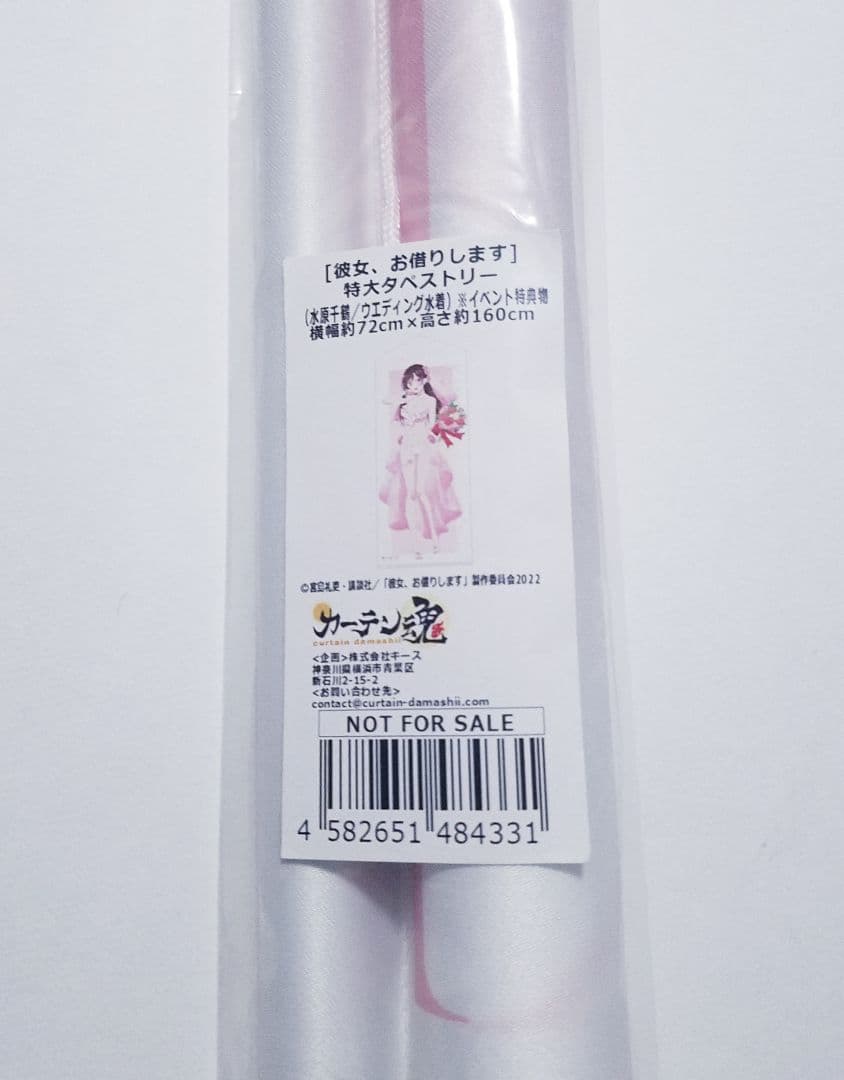 [彼女、お借りします]
特大タペストリー
(水原千鶴/ウエディング水着) ※イベント特典物
横幅約72cm×高さ約160cm
©宮島礼吏・講談社/「彼女、お借りします」製作委員会2022
カーテン魂
curtain damashii
<企画>株式会社キース
神奈川県横浜市青葉区
新石川2-15-2
<お問い合わせ先>
contact@curtain-damashii.com
NOT FOR SALE
4 582651 484331